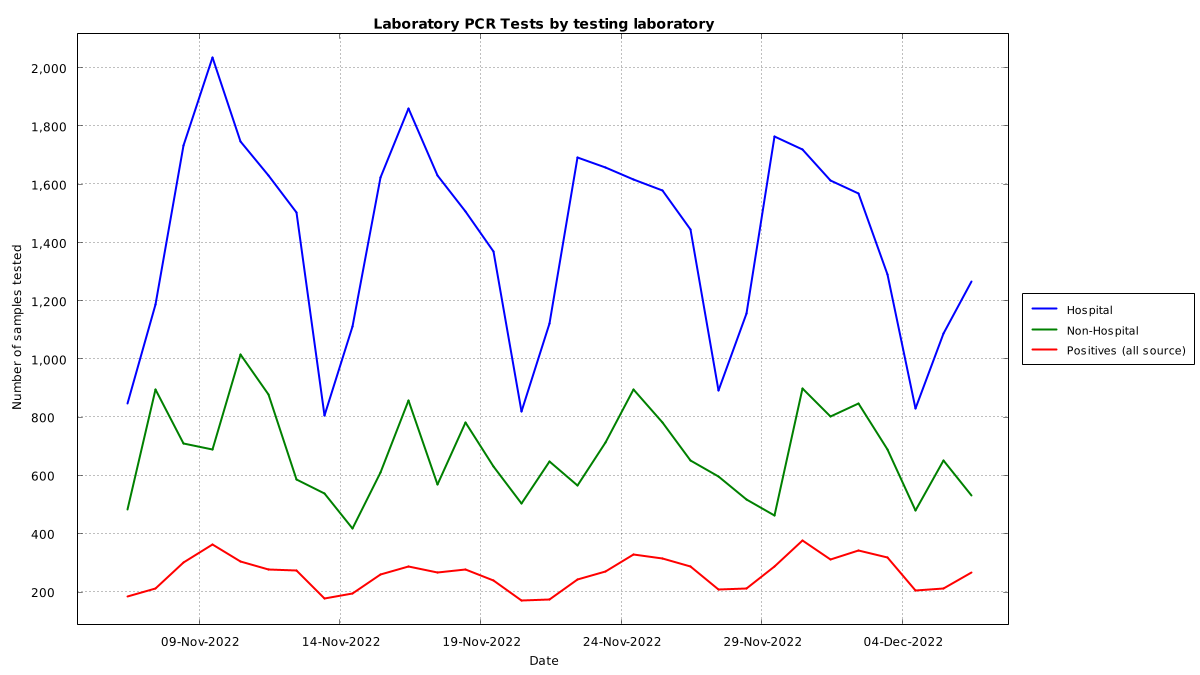 Laboratory PCR Tests by testing laboratory
2,000
1,800
1,600
1,400
1,200
1,000
800
600
400
200
Number of samples tested
09-Nov-2022 14-Nov-2022 19-Nov-2022 24-Nov-2022 29-Nov-2022 04-Dec-2022
Date
Hospital
Non-Hospital
Positives (all source)